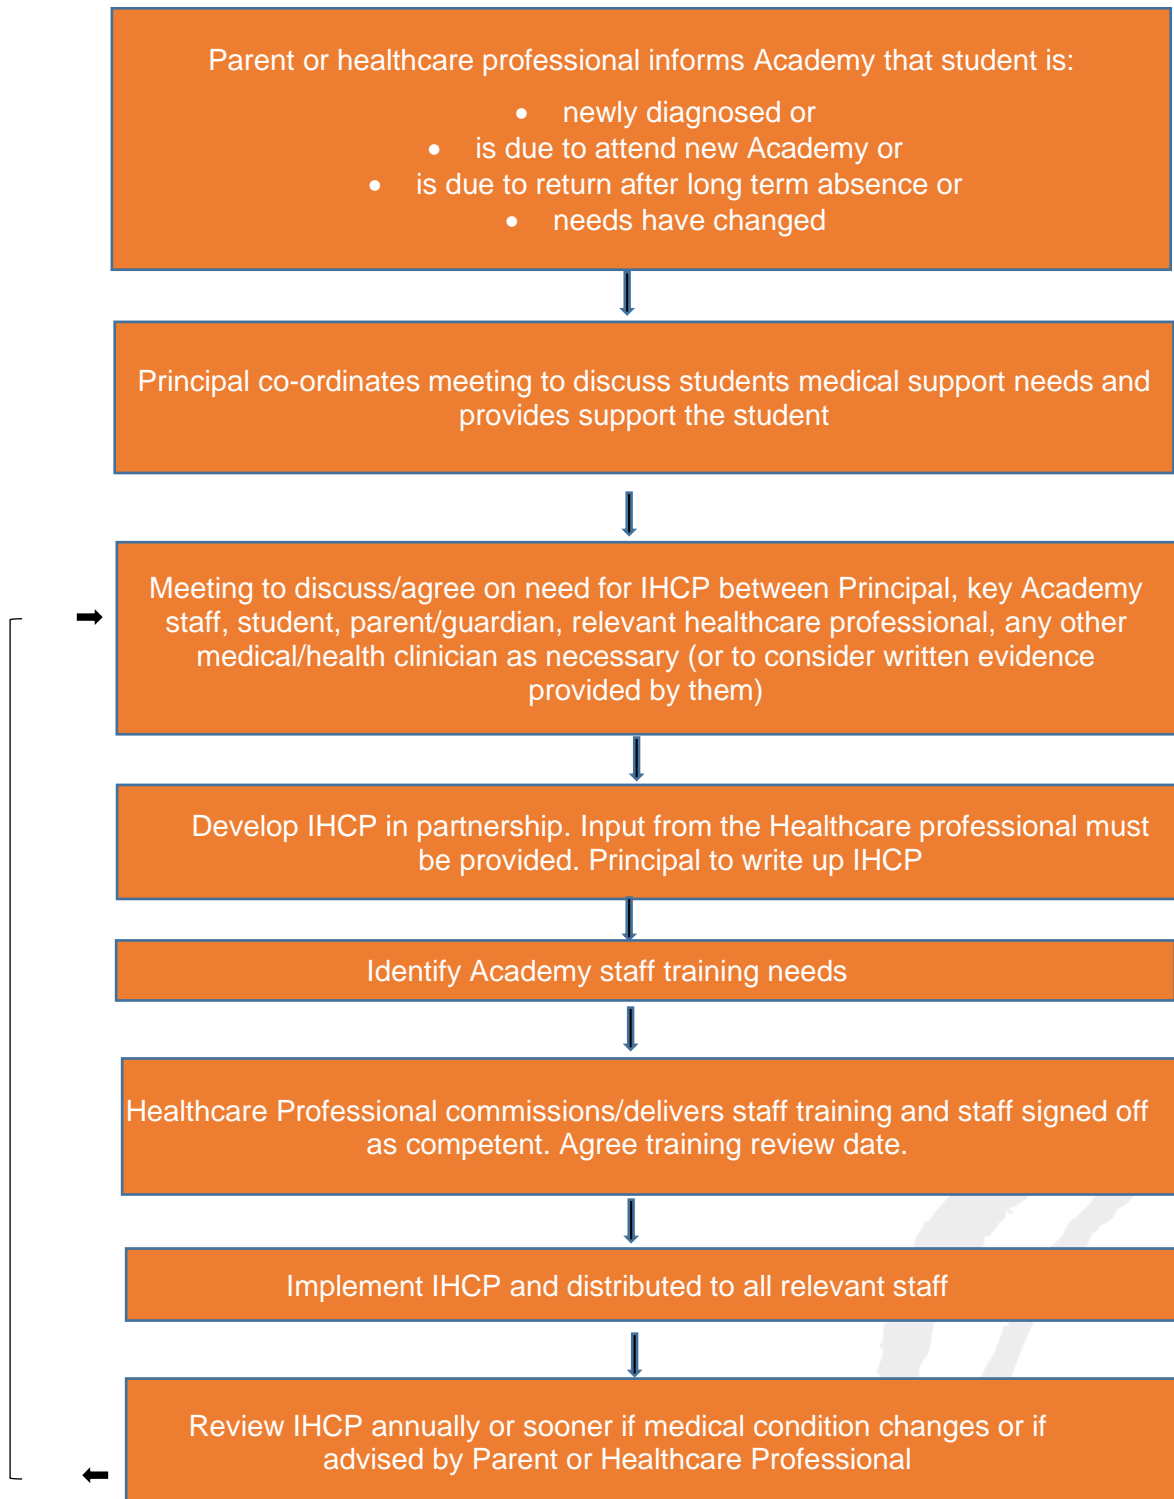 Parent or healthcare professional informs Academy that student is:
• newly diagnosed or
• is due to attend new Academy or
• is due to return after long term absence or
• needs have changed
Principal co-ordinates meeting to discuss students medical support needs and
provides support the student
Meeting to discuss/agree on need for IHCP between Principal, key Academy
staff, student, parent/guardian, relevant healthcare professional, any other
medical/health clinician as necessary (or to consider written evidence
provided by them)
Develop IHCP in partnership. Input from the Healthcare professional must
be provided. Principal to write up IHCP
Identify Academy staff training needs
Healthcare Professional commissions/delivers staff training and staff signed off
as competent. Agree training review date.
Implement IHCP and distributed to all relevant staff
Review IHCP annually or sooner if medical condition changes or if
advised by Parent or Healthcare Professional